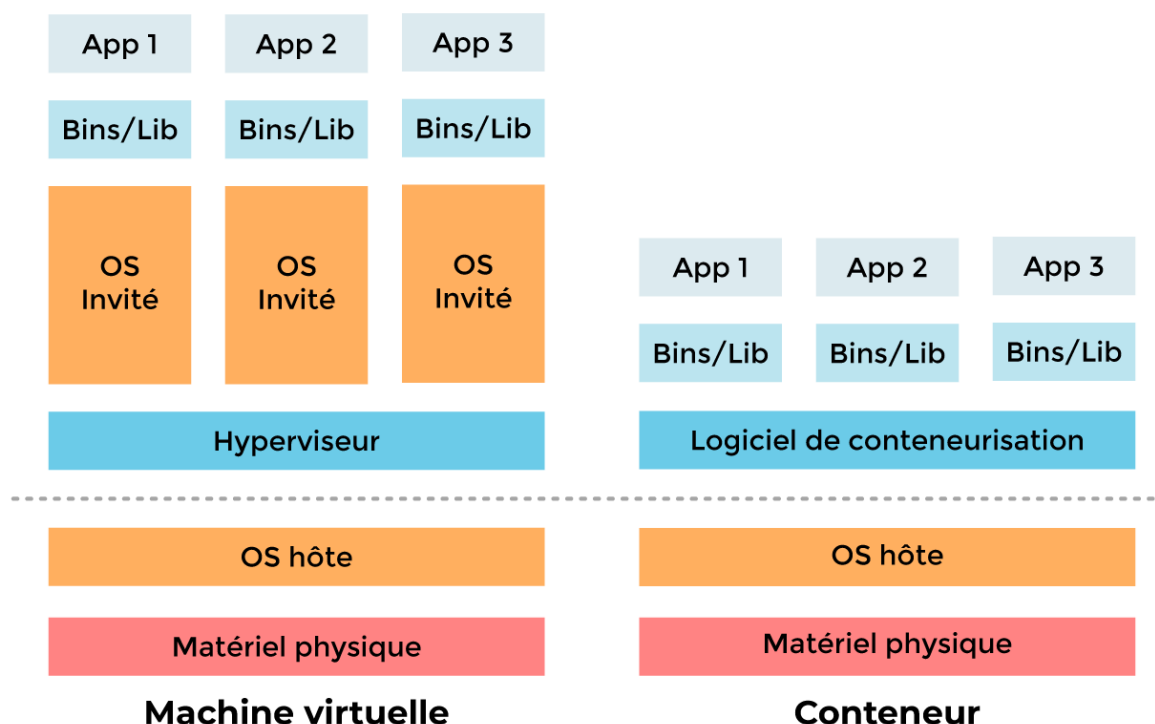 App 1
App 2
App 3
Bins/Lib
Bins/Lib
Bins/Lib
OS
Invité
OS
Invité
OS
Invité
Hyperviseur
OS hôte
Matériel physique
Machine virtuelle
App 1
App 2
App 3
Bins/Lib
Bins/Lib
Bins/Lib
Logiciel de conteneurisation
OS hôte
Matériel physique
Conteneur